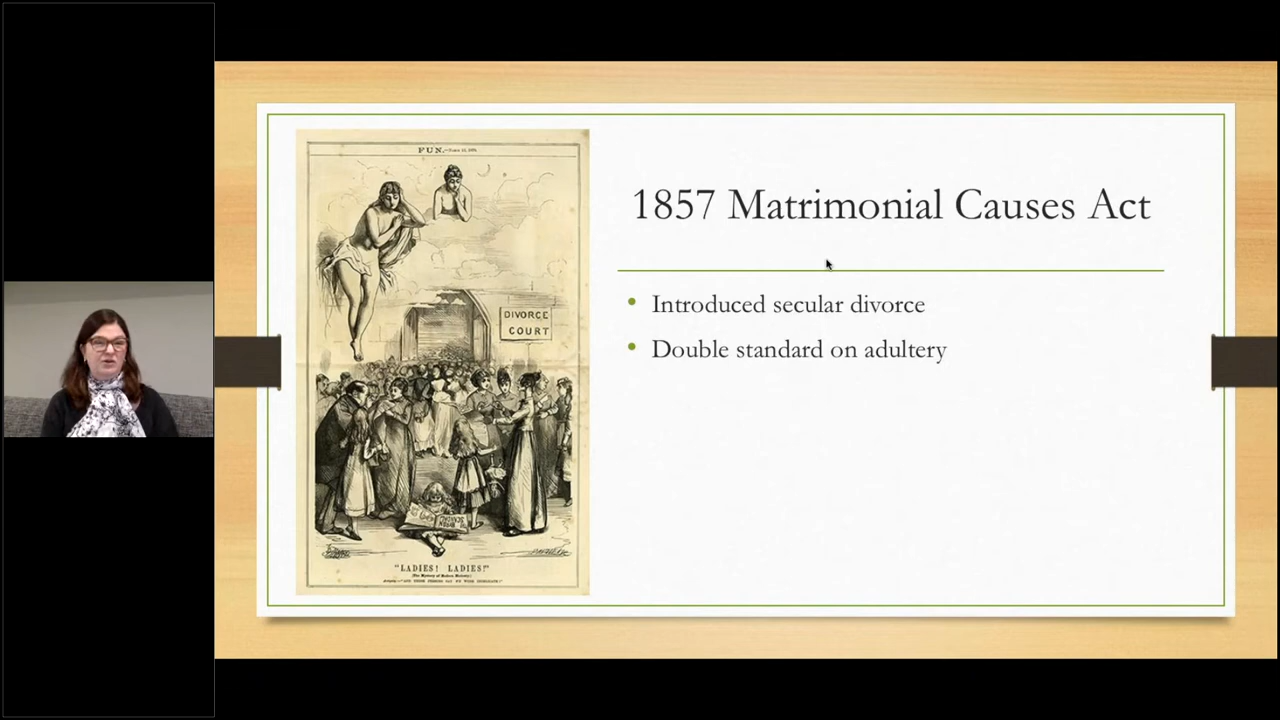 FUN.
DIVORCE
COURT
"LADIES! LADIES!"
1857 Matrimonial Causes Act
Introduced secular divorce
Double standard on adultery